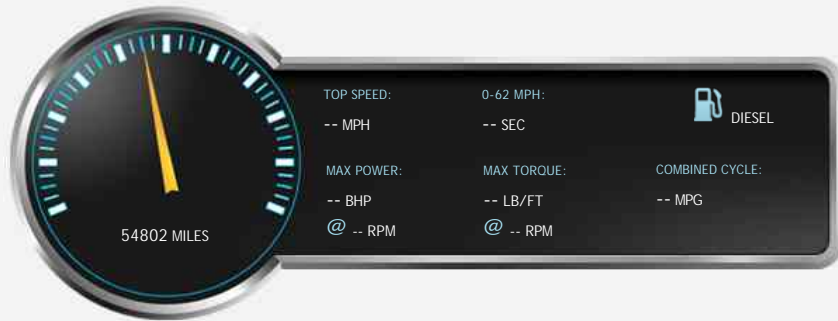 TOP SPEED:
-- MPH
0-62 MPH:
-- SEC
DIESEL
MAX POWER:
-- BHP
@ -- RPM
MAX TORQUE:
-- LB/FT
@ -- RPM
COMBINED CYCLE:
-- MPG
54802 MILES